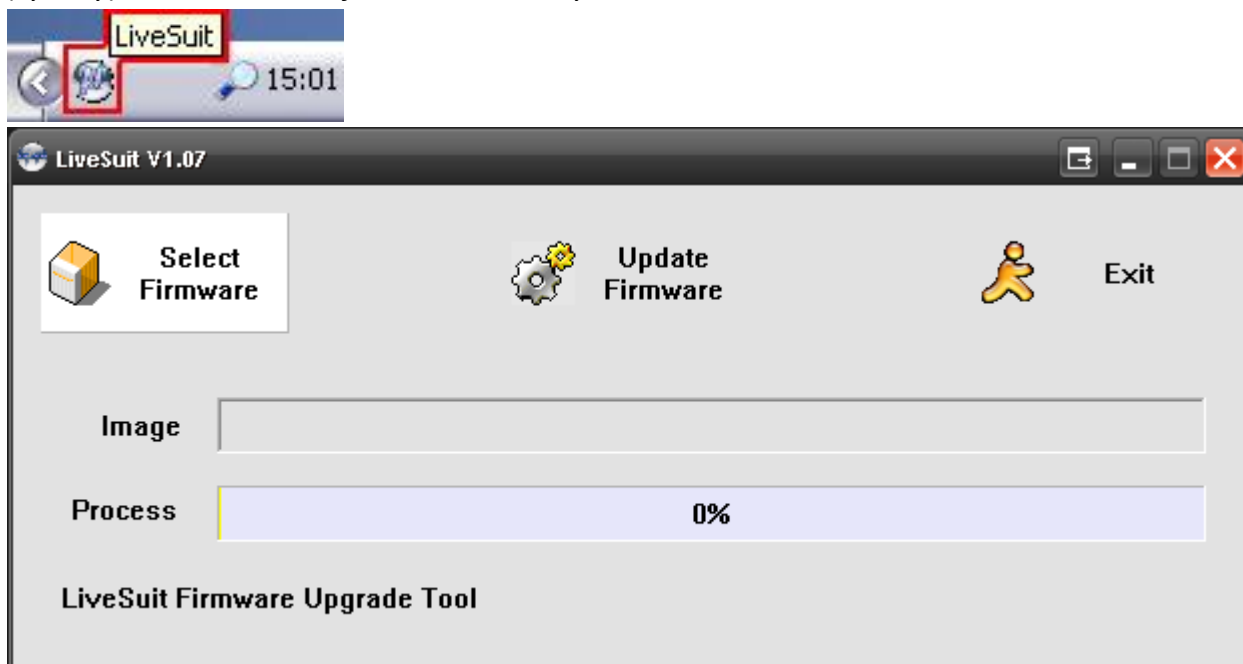 LiveSuit
15:01
LiveSuit V1.07
Select
Firmware
Update
Firmware
Exit
Image
Process
0%
LiveSuit Firmware Upgrade Tool